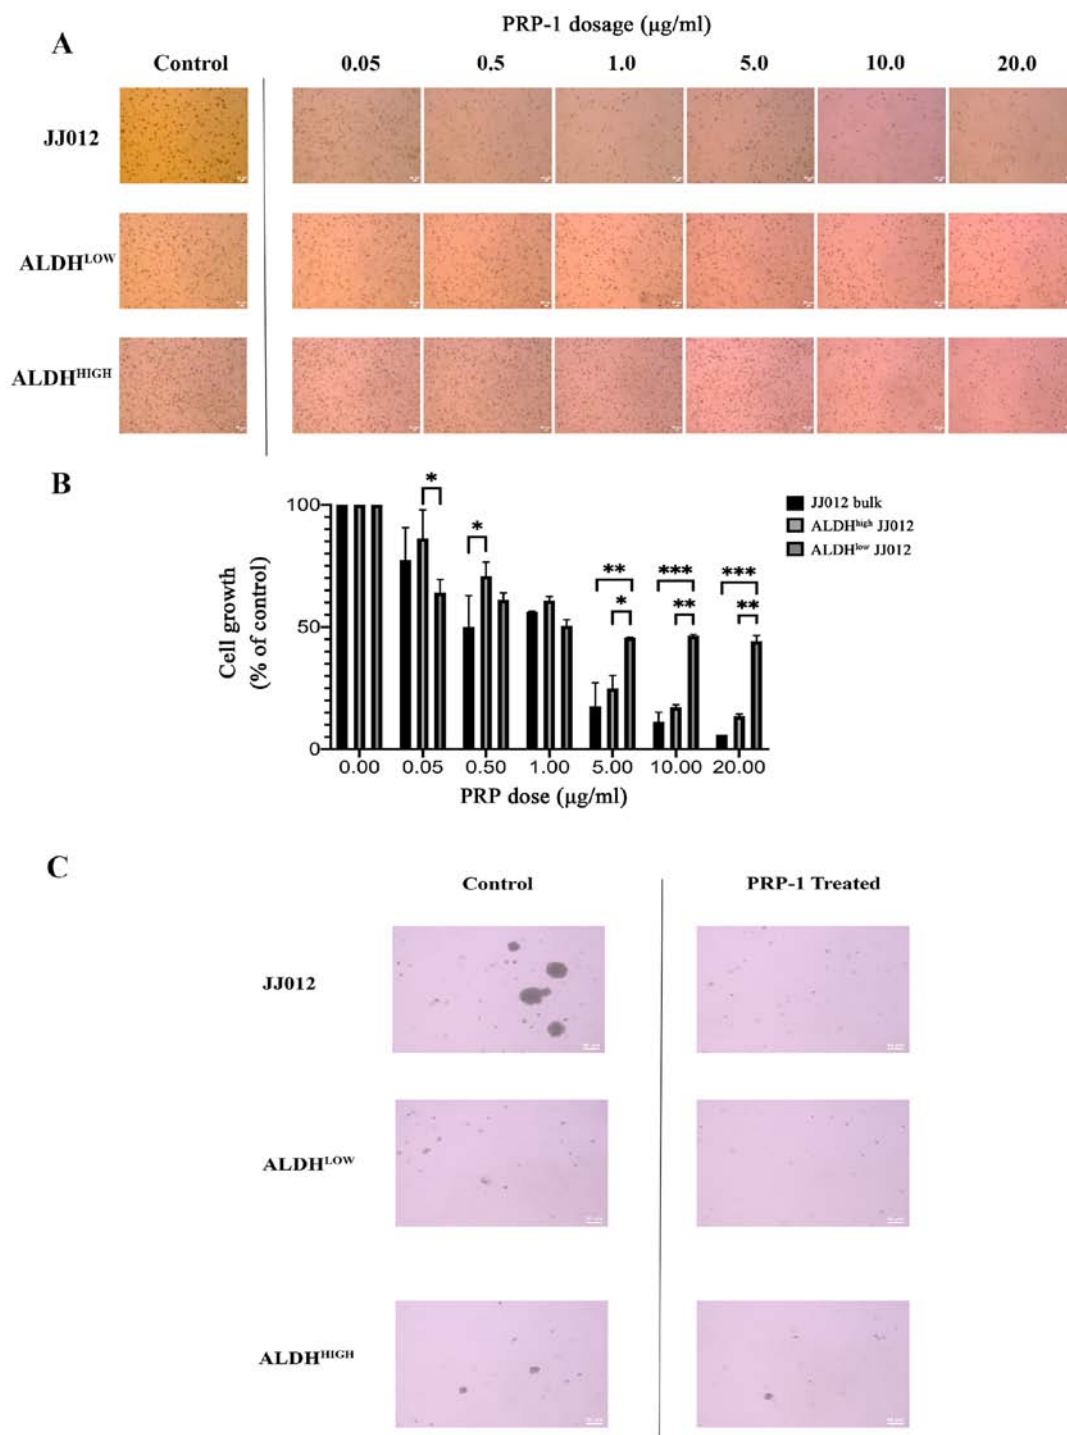 PRP-1 dosage (µg/ml)
A
Control 0.05 0.5 1.0 5.0 10.0 20.0
JJ012
ALDHLOW
ALDHHIGH
B
* * ** * *** ** *** **
JJ012 bulk
ALDHhigh JJ012
ALDHlow JJ012
100
50
0
Cell growth
(% of control)
0.00 0.05 0.50 1.00 5.00 10.00 20.00
PRP dose (µg/ml)
C
Control PRP-1 Treated
JJ012
ALDHLOW
ALDHHIGH